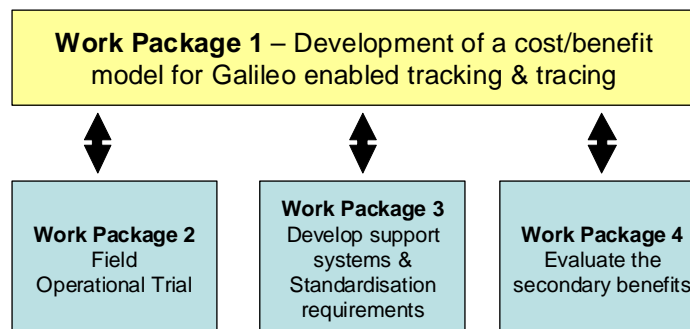 Work Package 1 – Development of a cost/benefit
model for Galileo enabled tracking & tracing
Work Package 2
Field
Operational Trial
Work Package 3
Develop support
systems &
Standardisation
requirements
Work Package 4
Evaluate the
secondary benefits